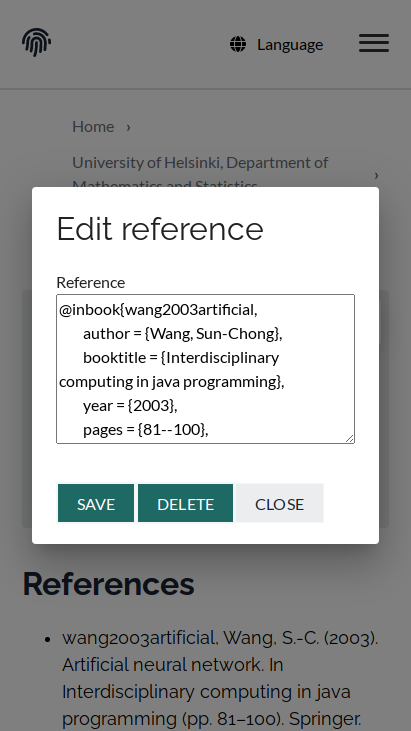 Language
Home ›
University of Helsinki, Department of
Mathematics and Statistics ›
Edit reference
Reference
@inbook{wang2003artificial,
author = {Wang, Sun-Chong},
booktitle = {Interdisciplinary
computing in java programming},
year = {2003},
pages = {81--100},
SAVE DELETE CLOSE
References
• wang2003artificial, Wang, S.-C. (2003).
Artificial neural network. In
Interdisciplinary computing in java
programming (pp. 81–100). Springer.